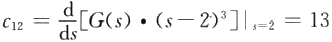 c₁₂ = d/ds [G(s) • (s−2)³]|ₛ₌₂ = 13